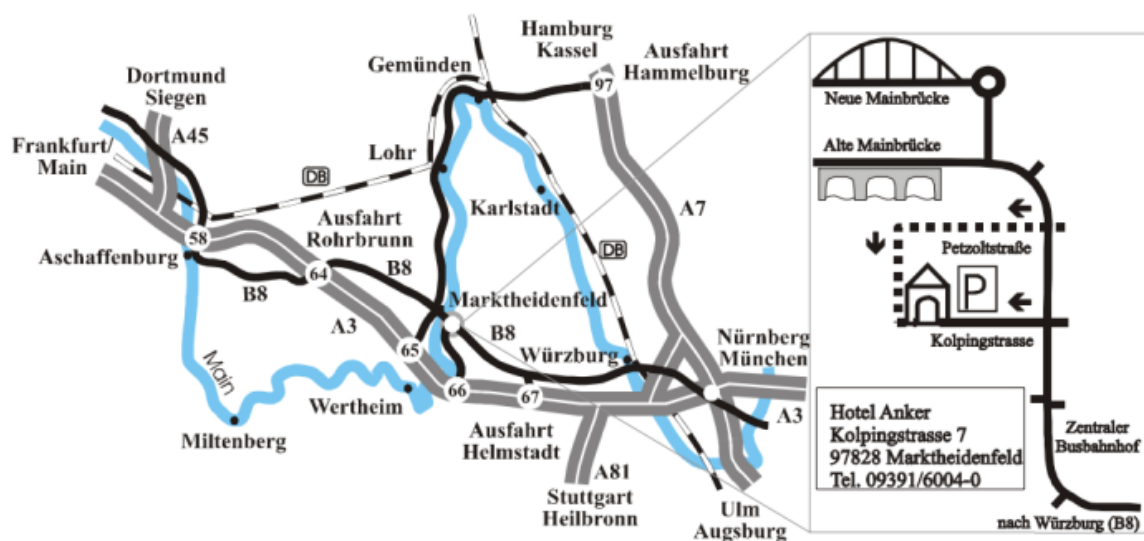 Hamburg
Kassel
Ausfahrt
Hammelburg
97
Gemünden
Dortmund
Siegen
A45
Frankfurt/
Main
Lohr
DB
Karlstadt
A7
Ausfahrt
Rohrbrunn
58
64
Aschaffenburg
B8
B8
DB
A3
Marktheidenfeld
B8
65
Würzburg
Nürnberg
München
Main
Wertheim
66
67
A3
Miltenberg
Ausfahrt
Helmstadt
A81
Stuttgart
Heilbronn
Ulm
Augsburg
Neue Mainbrücke
Alte Mainbrücke
Petzoltstraße
P
Kolpingstrasse
Hotel Anker
Kolpingstrasse 7
97828 Marktheidenfeld
Tel. 09391/6004-0
Zentraler
Busbahnhof
nach Würzburg (B8)